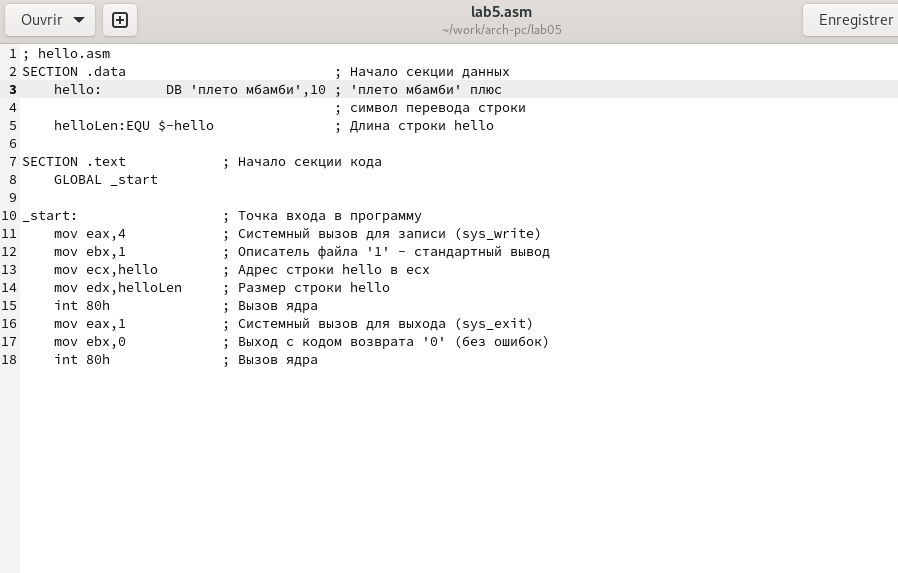 Ouvrir
lab5.asm
~/work/arch-pc/lab05
Enregistrer
1 ; hello.asm
2 SECTION .data                          ; Начало секции данных
3     hello:        DB 'плето мбамби',10 ; 'плето мбамби' плюс
4                                        ; символ перевода строки
5     helloLen:EQU $-hello               ; Длина строки hello
6
7 SECTION .text            ; Начало секции кода
8     GLOBAL _start
9
10 _start:                  ; Точка входа в программу
11     mov eax,4            ; Системный вызов для записи (sys_write)
12     mov ebx,1            ; Описатель файла '1' - стандартный вывод
13     mov ecx,hello        ; Адрес строки hello в ecx
14     mov edx,helloLen     ; Размер строки hello
15     int 80h              ; Вызов ядра
16     mov eax,1            ; Системный вызов для выхода (sys_exit)
17     mov ebx,0            ; Выход с кодом возврата '0' (без ошибок)
18     int 80h              ; Вызов ядра